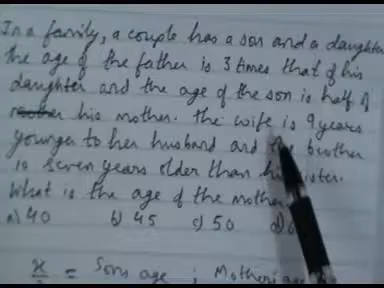 In a family, a couple has a son and a daughter
the age of the father is 3 times that of his
daughter and the age of the son is half of
his mother. The wife is 9 years
younger to her husband and the brother
is seven years older than his sister.
What is the age of the mother
a) 40 b) 45 c) 50 d)
x/2 = Sons age ; Mother's age